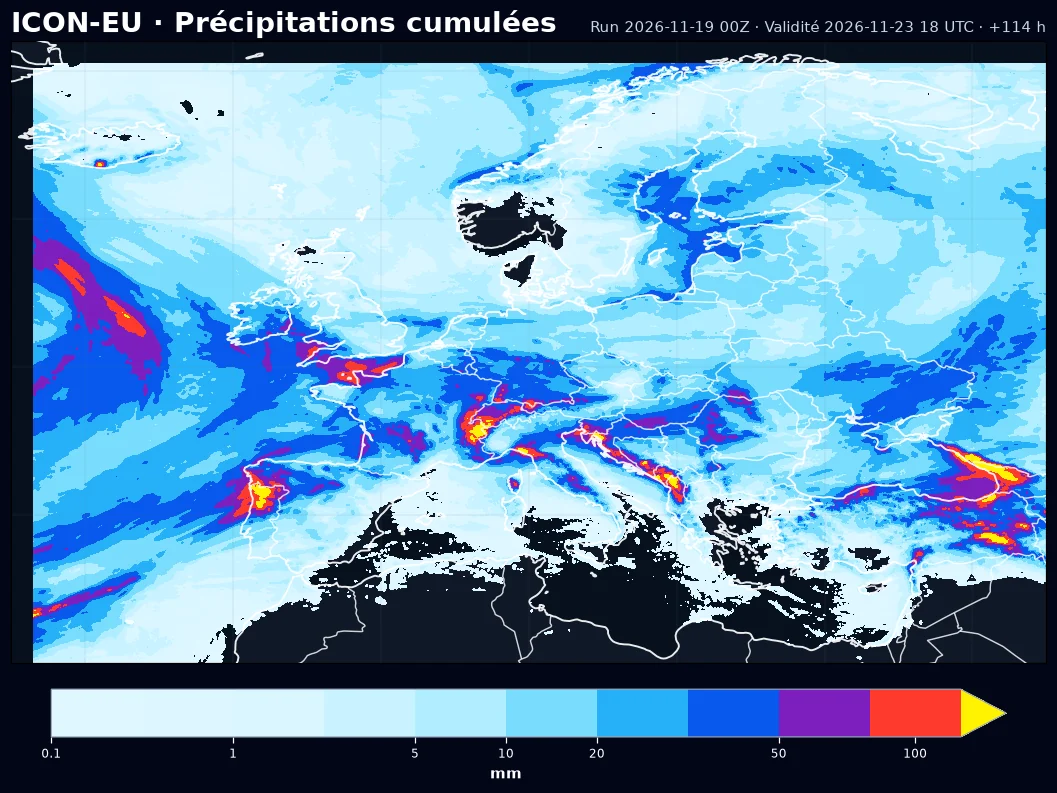 ICON-EU · Précipitations cumulées
Run 2026-11-19 00Z · Validité 2026-11-23 18 UTC · +114 h
0.1 1 5 10 20 50 100
mm